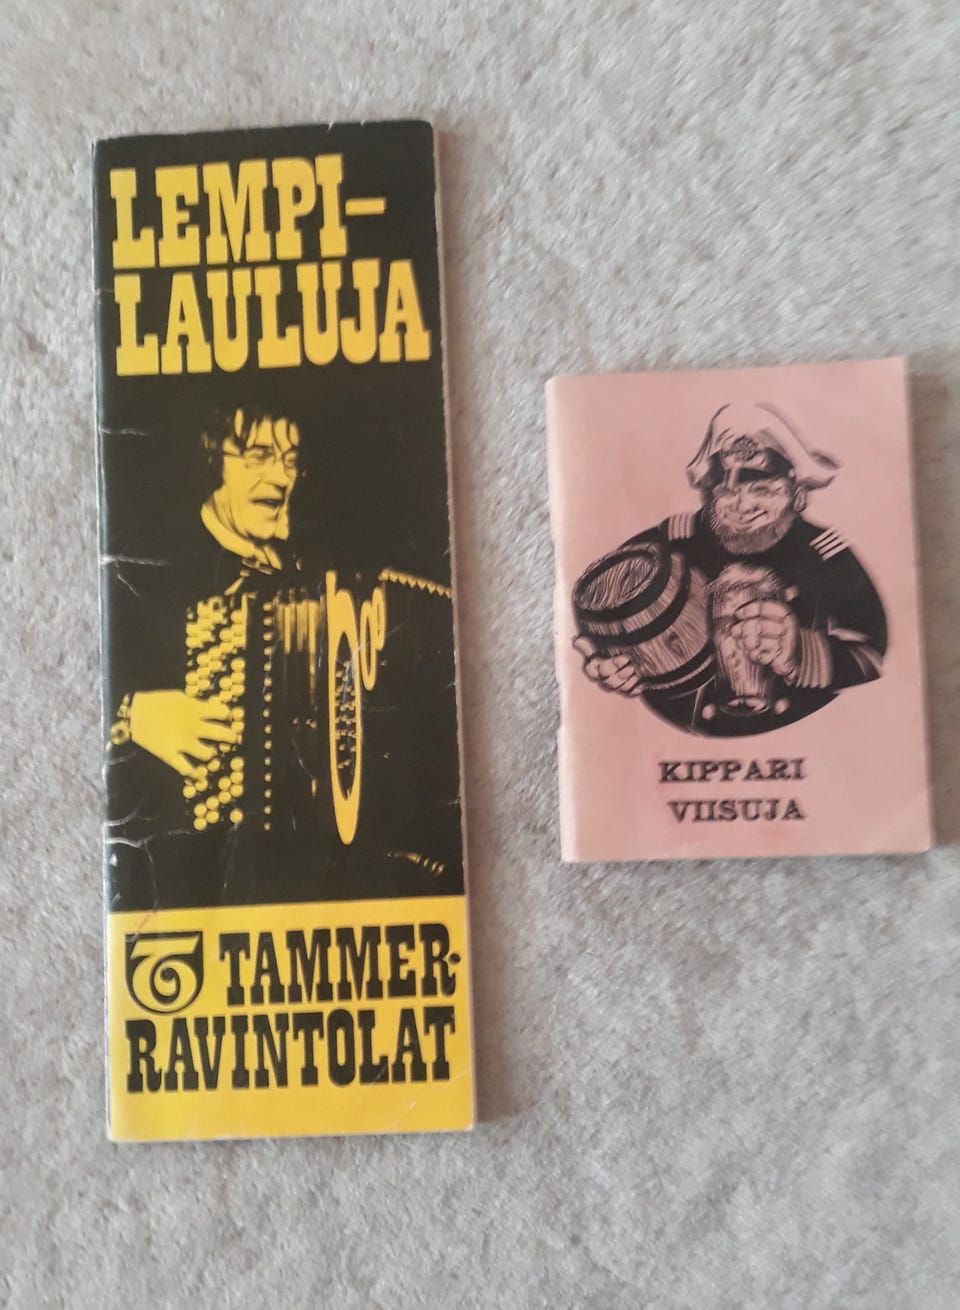 LEMPI-
LAULUJA
TAMMER-
RAVINTOLAT
KIPPARI
VIISUJA